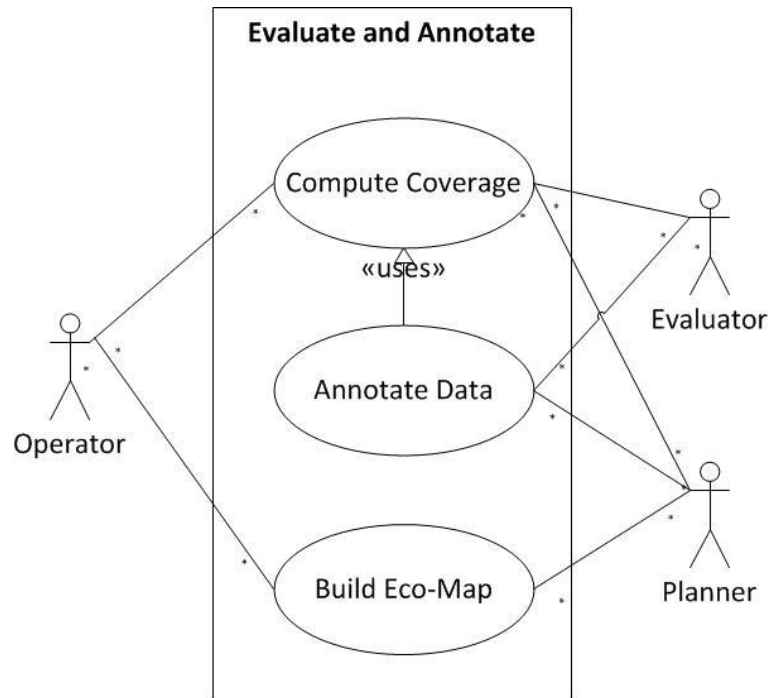 Evaluate and Annotate
Compute Coverage
*
*
*
*
*
«uses»
Evaluator
*
*
Annotate Data
*
*
Operator
*
*
*
*
Build Eco-Map
*
Planner